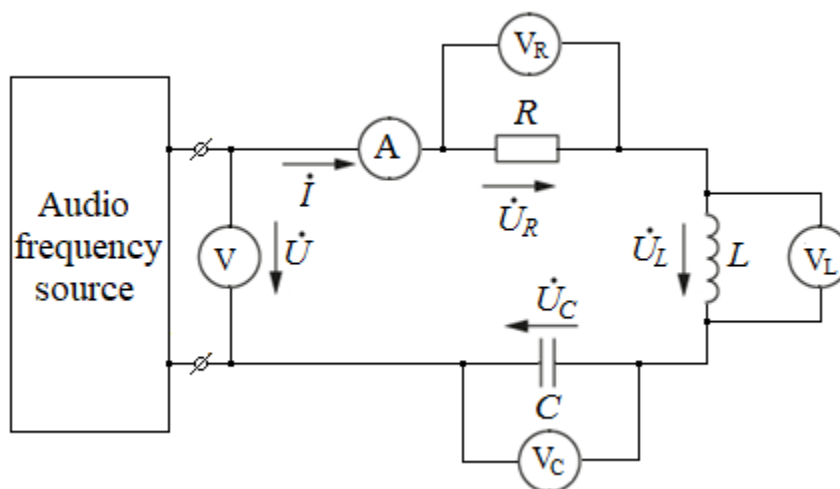 V_R
R
A
İ
U̇_R
Audio
frequency
source
V
U̇
U̇_L
L
V_L
U̇_C
C
V_C